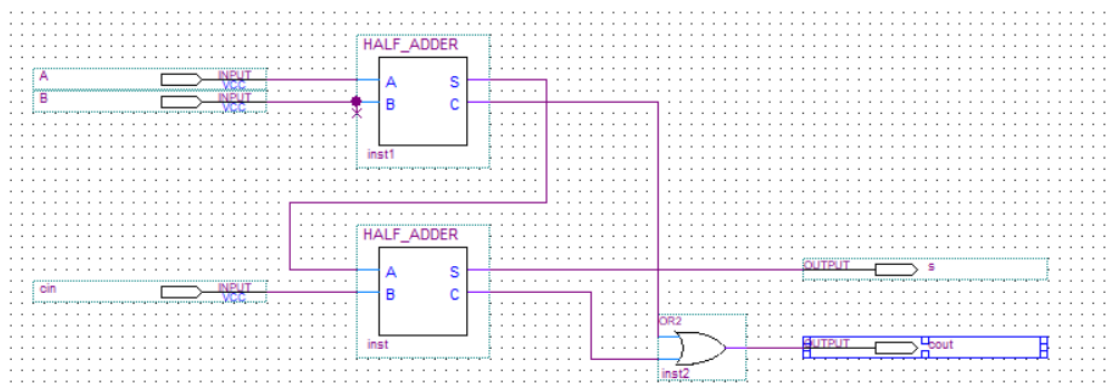 HALF_ADDER
A INPUT VCC A S
B INPUT VCC B C
inst1
HALF_ADDER
A S OUTPUT s
cin INPUT VCC B C
OR2
inst
OUTPUT cout
inst2